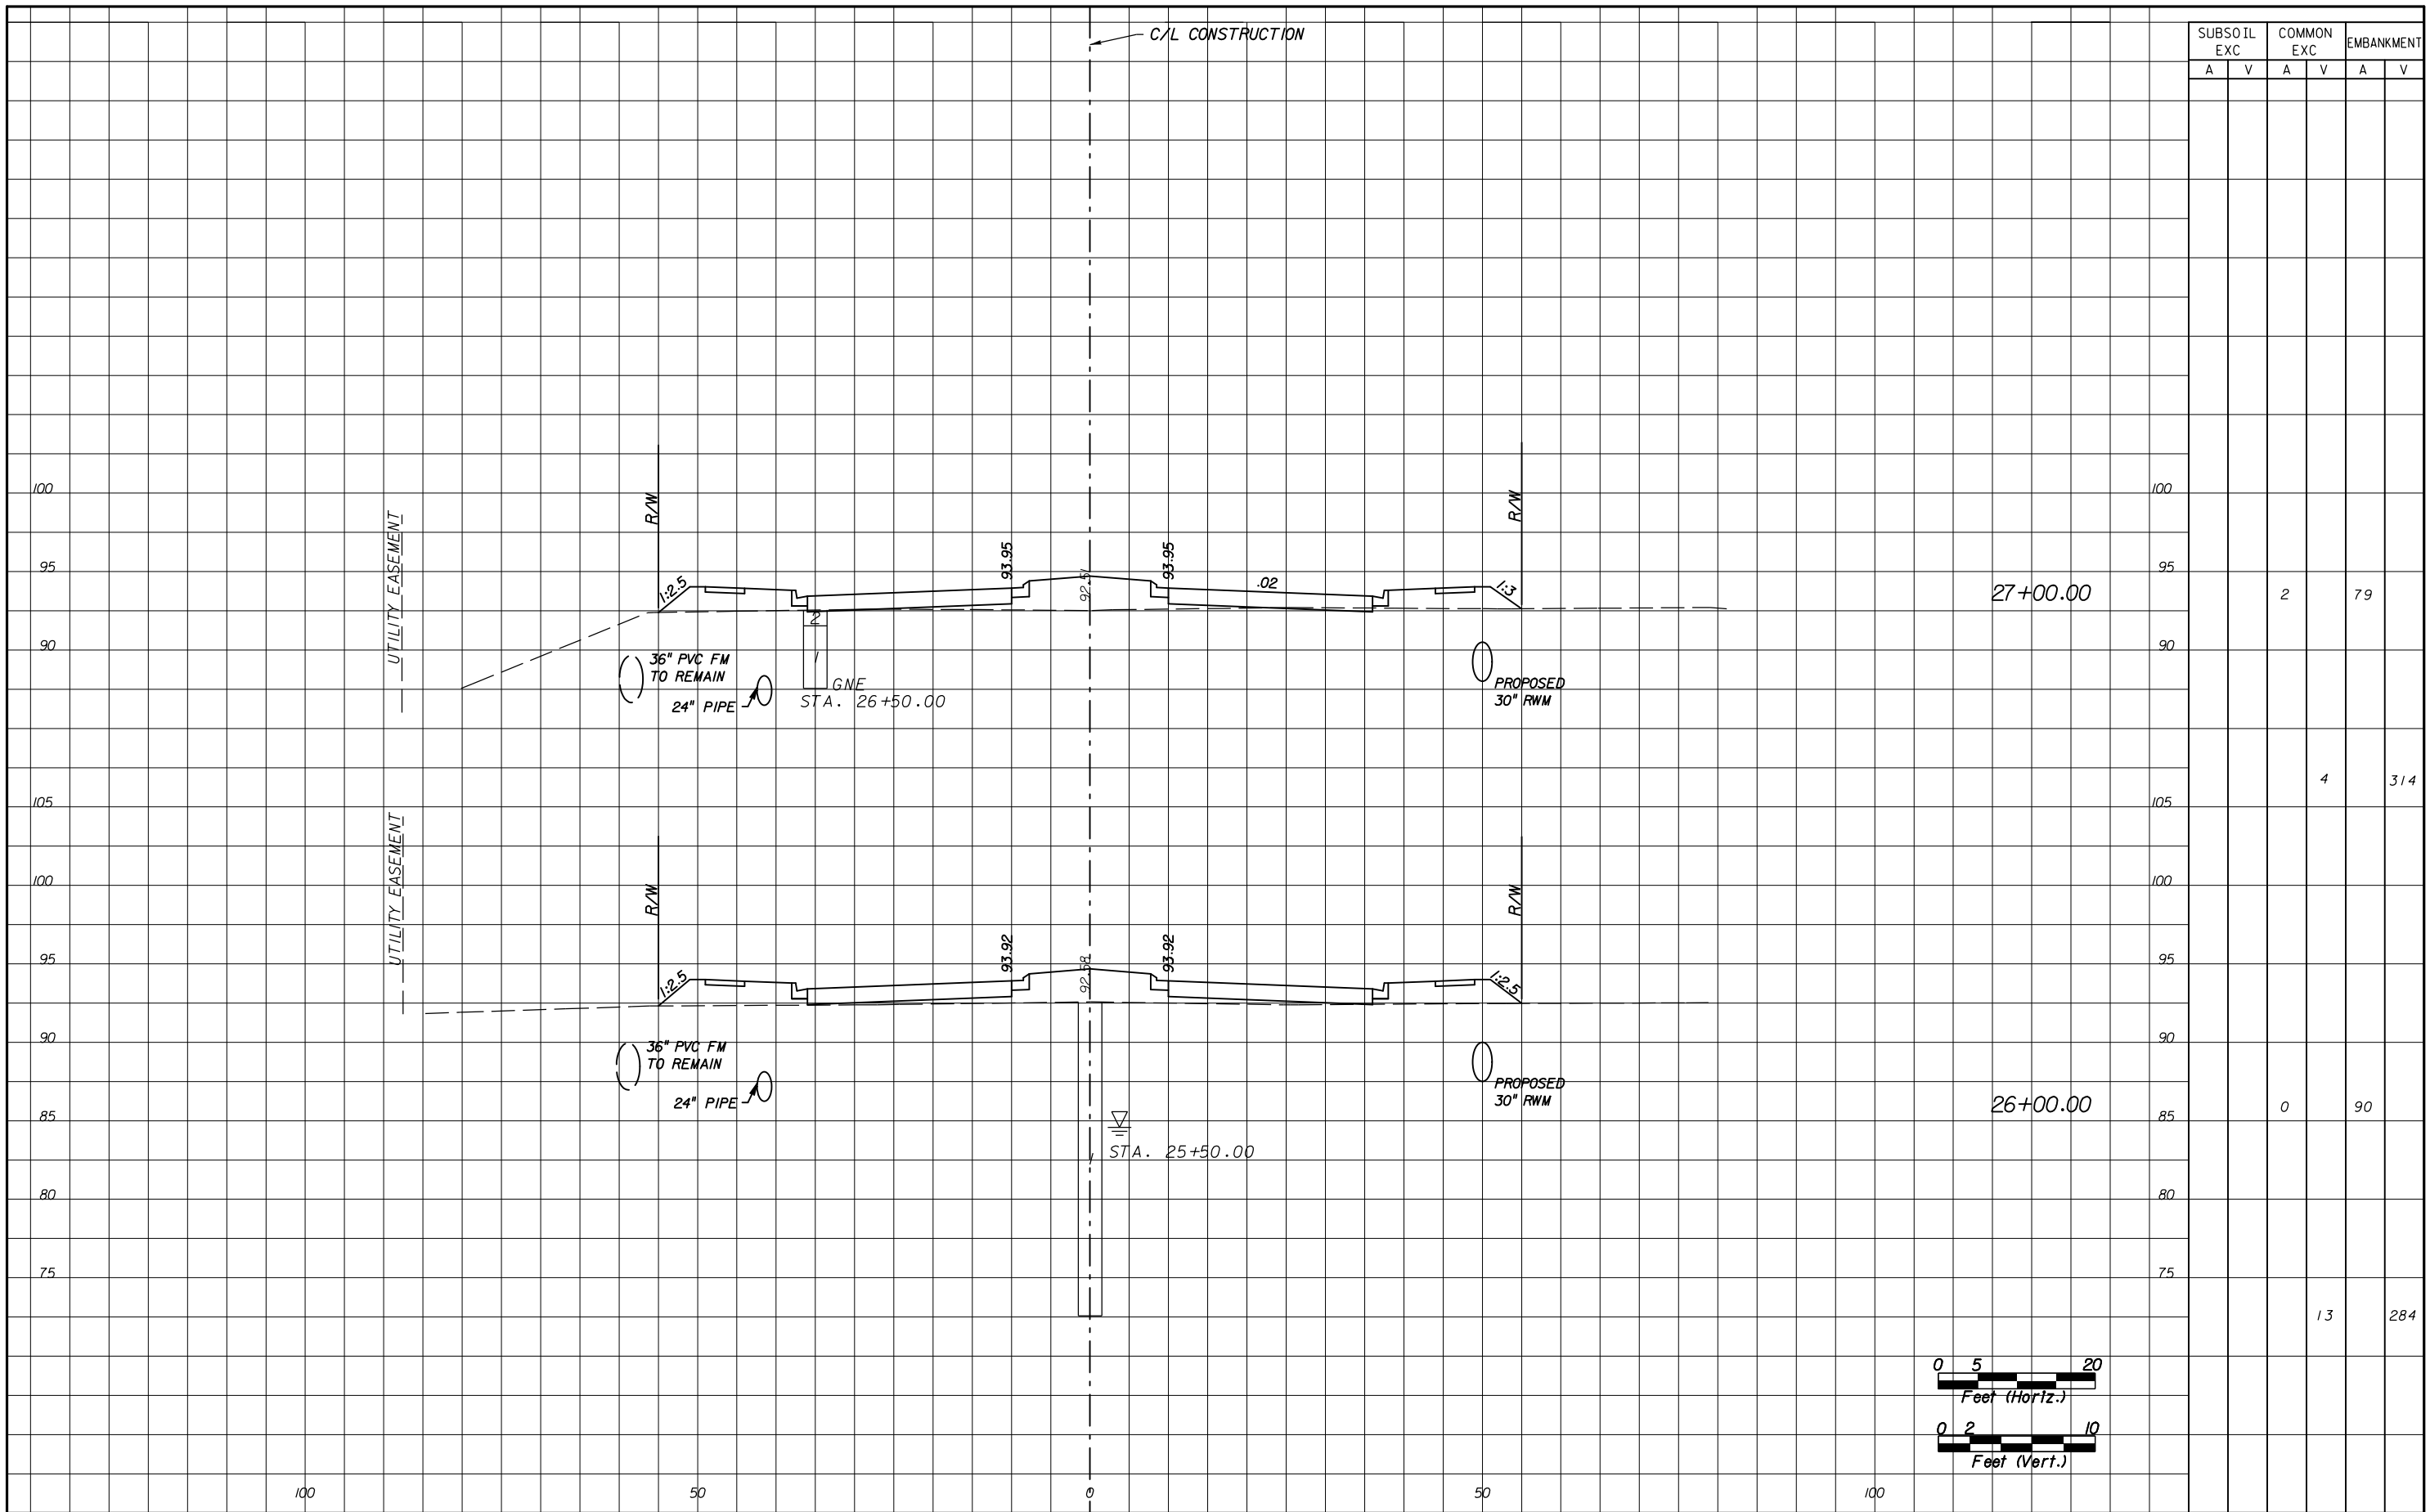 C/L CONSTRUCTION
SUBSOIL EXC
COMMON EXC
EMBANKMENT
A V A V A V
100
100
R/W
R/W
UTILITY EASEMENT
95
95
93.95
92.51
93.95
1:2.5
.02
1:3
27+00.00
2
79
2
90
90
36" PVC FM
TO REMAIN
1
GNE
24" PIPE
STA. 26+50.00
PROPOSED
30" RWM
4
314
105
105
UTILITY EASEMENT
100
100
R/W
R/W
95
95
93.92
92.58
93.92
1:2.5
1:2.5
90
90
36" PVC FM
TO REMAIN
24" PIPE
PROPOSED
30" RWM
26+00.00
0
90
85
85
STA. 25+50.00
1
80
80
75
75
13
284
0 5 20
Feet (Horiz.)
0 2 10
Feet (Vert.)
100 50 0 50 100